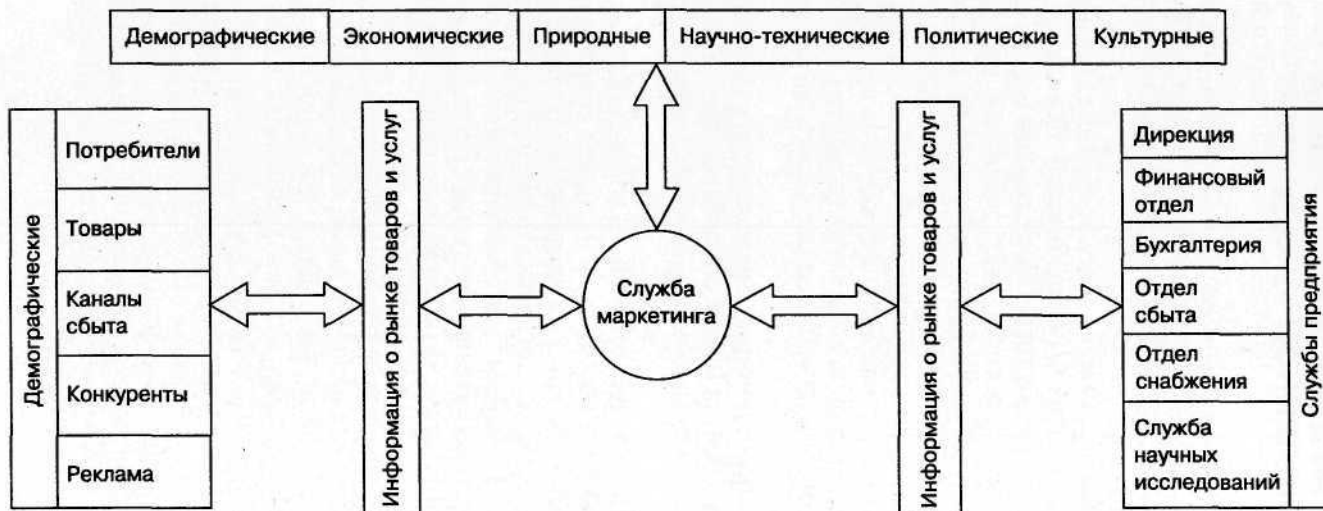 Демографические Экономические Природные Научно-технические Политические Культурные
Демографические
Потребители
Товары
Каналы
сбыта
Конкуренты
Реклама
Информация о рынке товаров и услуг
Служба
маркетинга
Информация о рынке товаров и услуг
Дирекция
Финансовый
отдел
Бухгалтерия
Отдел
сбыта
Отдел
снабжения
Служба
научных
исследований
Службы предприятия